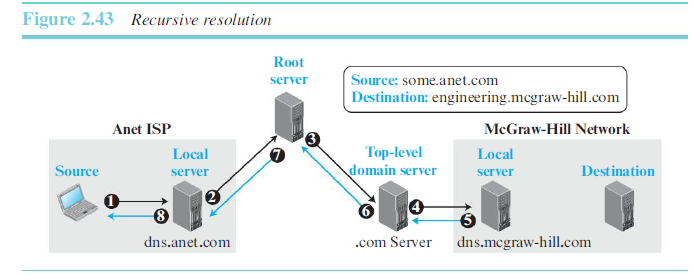 Figure 2.43 Recursive resolution
Root
server
Source: some.anet.com
Destination: engineering.mcgraw-hill.com
Anet ISP
McGraw-Hill Network
Source
Local
server
Top-level
domain server
Local
server
Destination
1
8
2
7
3
6
4
5
dns.anet.com
.com Server
dns.mcgraw-hill.com